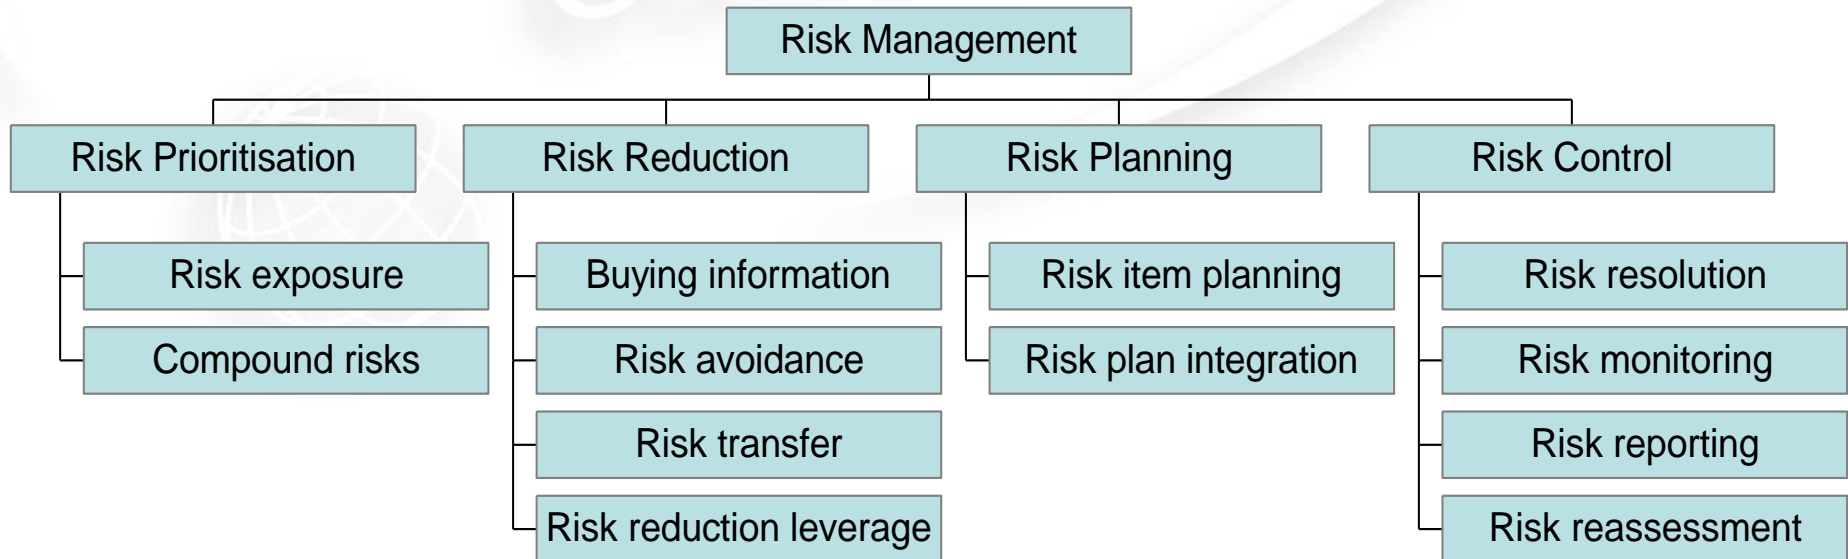 Risk Management
Risk Prioritisation
Risk exposure
Compound risks
Risk Reduction
Buying information
Risk avoidance
Risk transfer
Risk reduction leverage
Risk Planning
Risk item planning
Risk plan integration
Risk Control
Risk resolution
Risk monitoring
Risk reporting
Risk reassessment